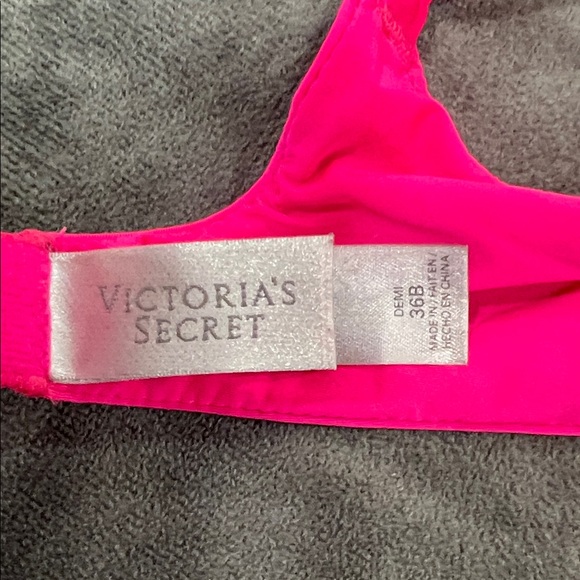 VICTORIA'S
SECRET
DEMI
36B
MADE IN / FAIT EN /
HECHO EN CHINA